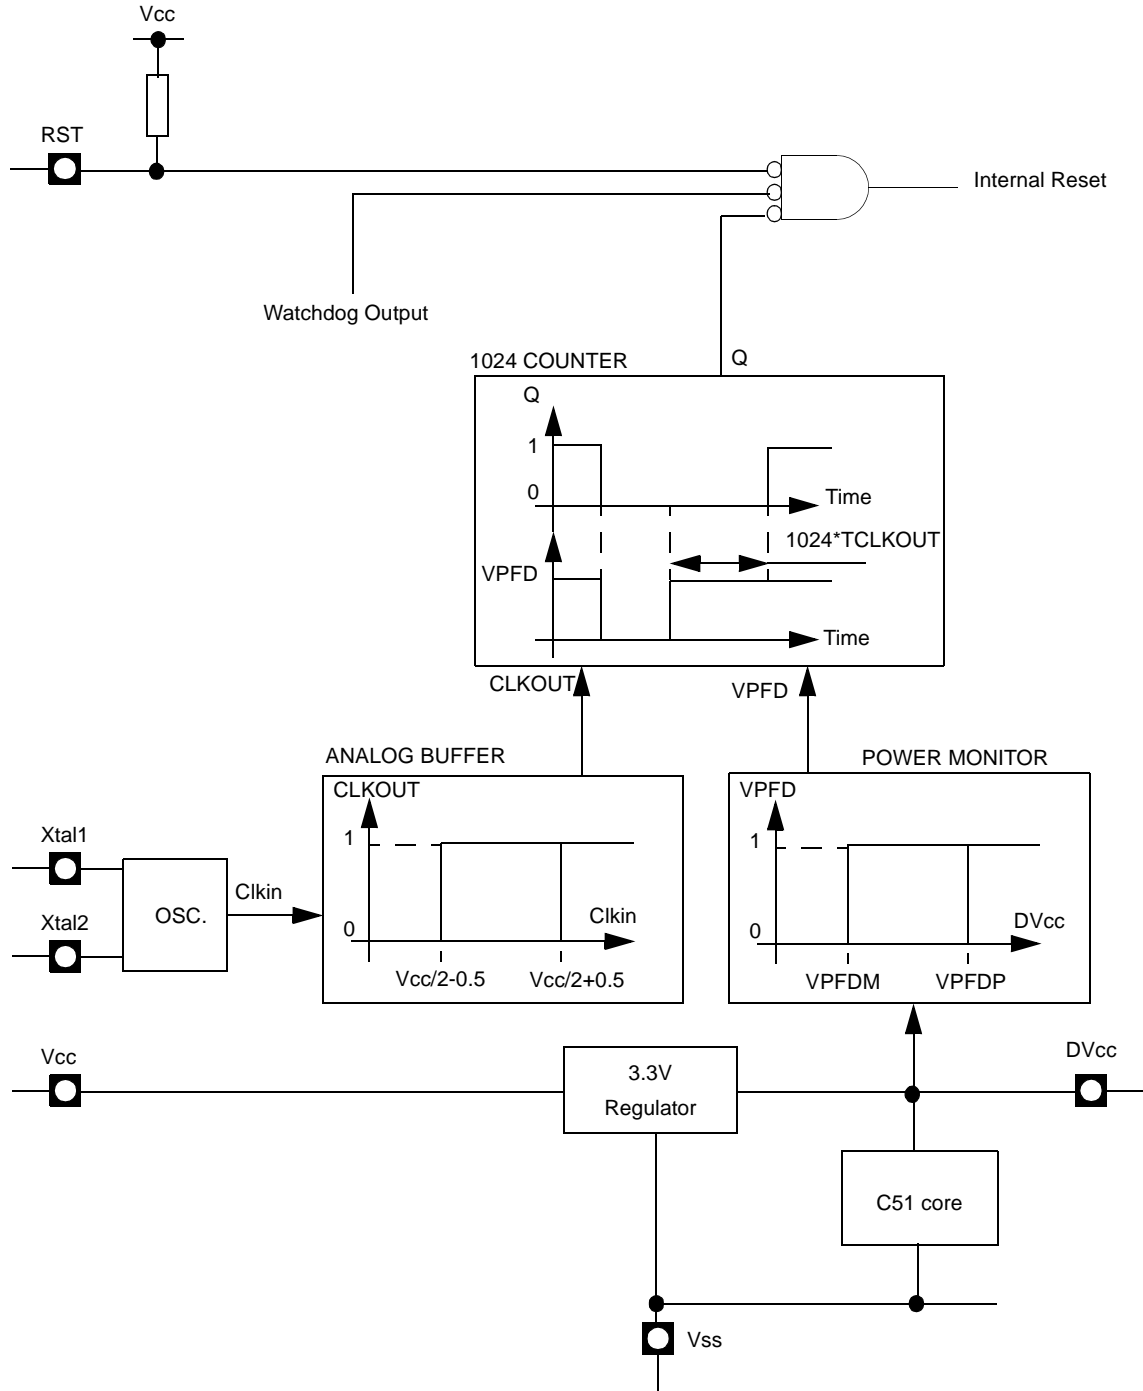 Vcc
RST
Internal Reset
Watchdog Output
1024 COUNTER
Q
Q
1
0
Time
1024*TCLKOUT
VPFD
Time
CLKOUT
VPFD
ANALOG BUFFER
POWER MONITOR
CLKOUT
VPFD
Xtal1
1
1
Clkin
OSC.
Xtal2
Clkin
DVcc
0
0
Vcc/2-0.5
Vcc/2+0.5
VPFDM
VPFDP
Vcc
3.3V
Regulator
DVcc
C51 core
Vss